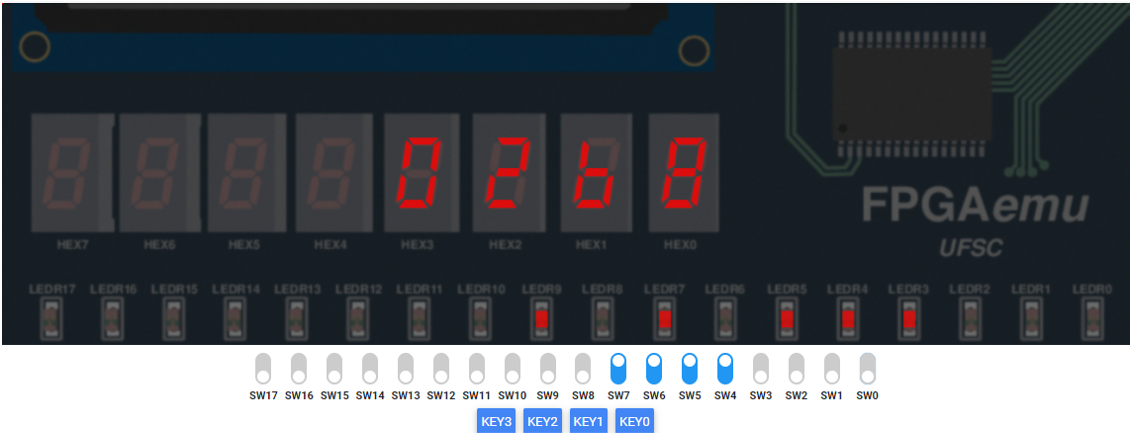 FPGAemu
UFSC
02b8
HEX7 HEX6 HEX5 HEX4 HEX3 HEX2 HEX1 HEX0
LEDR17 LEDR16 LEDR15 LEDR14 LEDR13 LEDR12 LEDR11 LEDR10 LEDR9 LEDR8 LEDR7 LEDR6 LEDR5 LEDR4 LEDR3 LEDR2 LEDR1 LEDR0
SW17 SW16 SW15 SW14 SW13 SW12 SW11 SW10 SW9 SW8 SW7 SW6 SW5 SW4 SW3 SW2 SW1 SW0
KEY3 KEY2 KEY1 KEY0